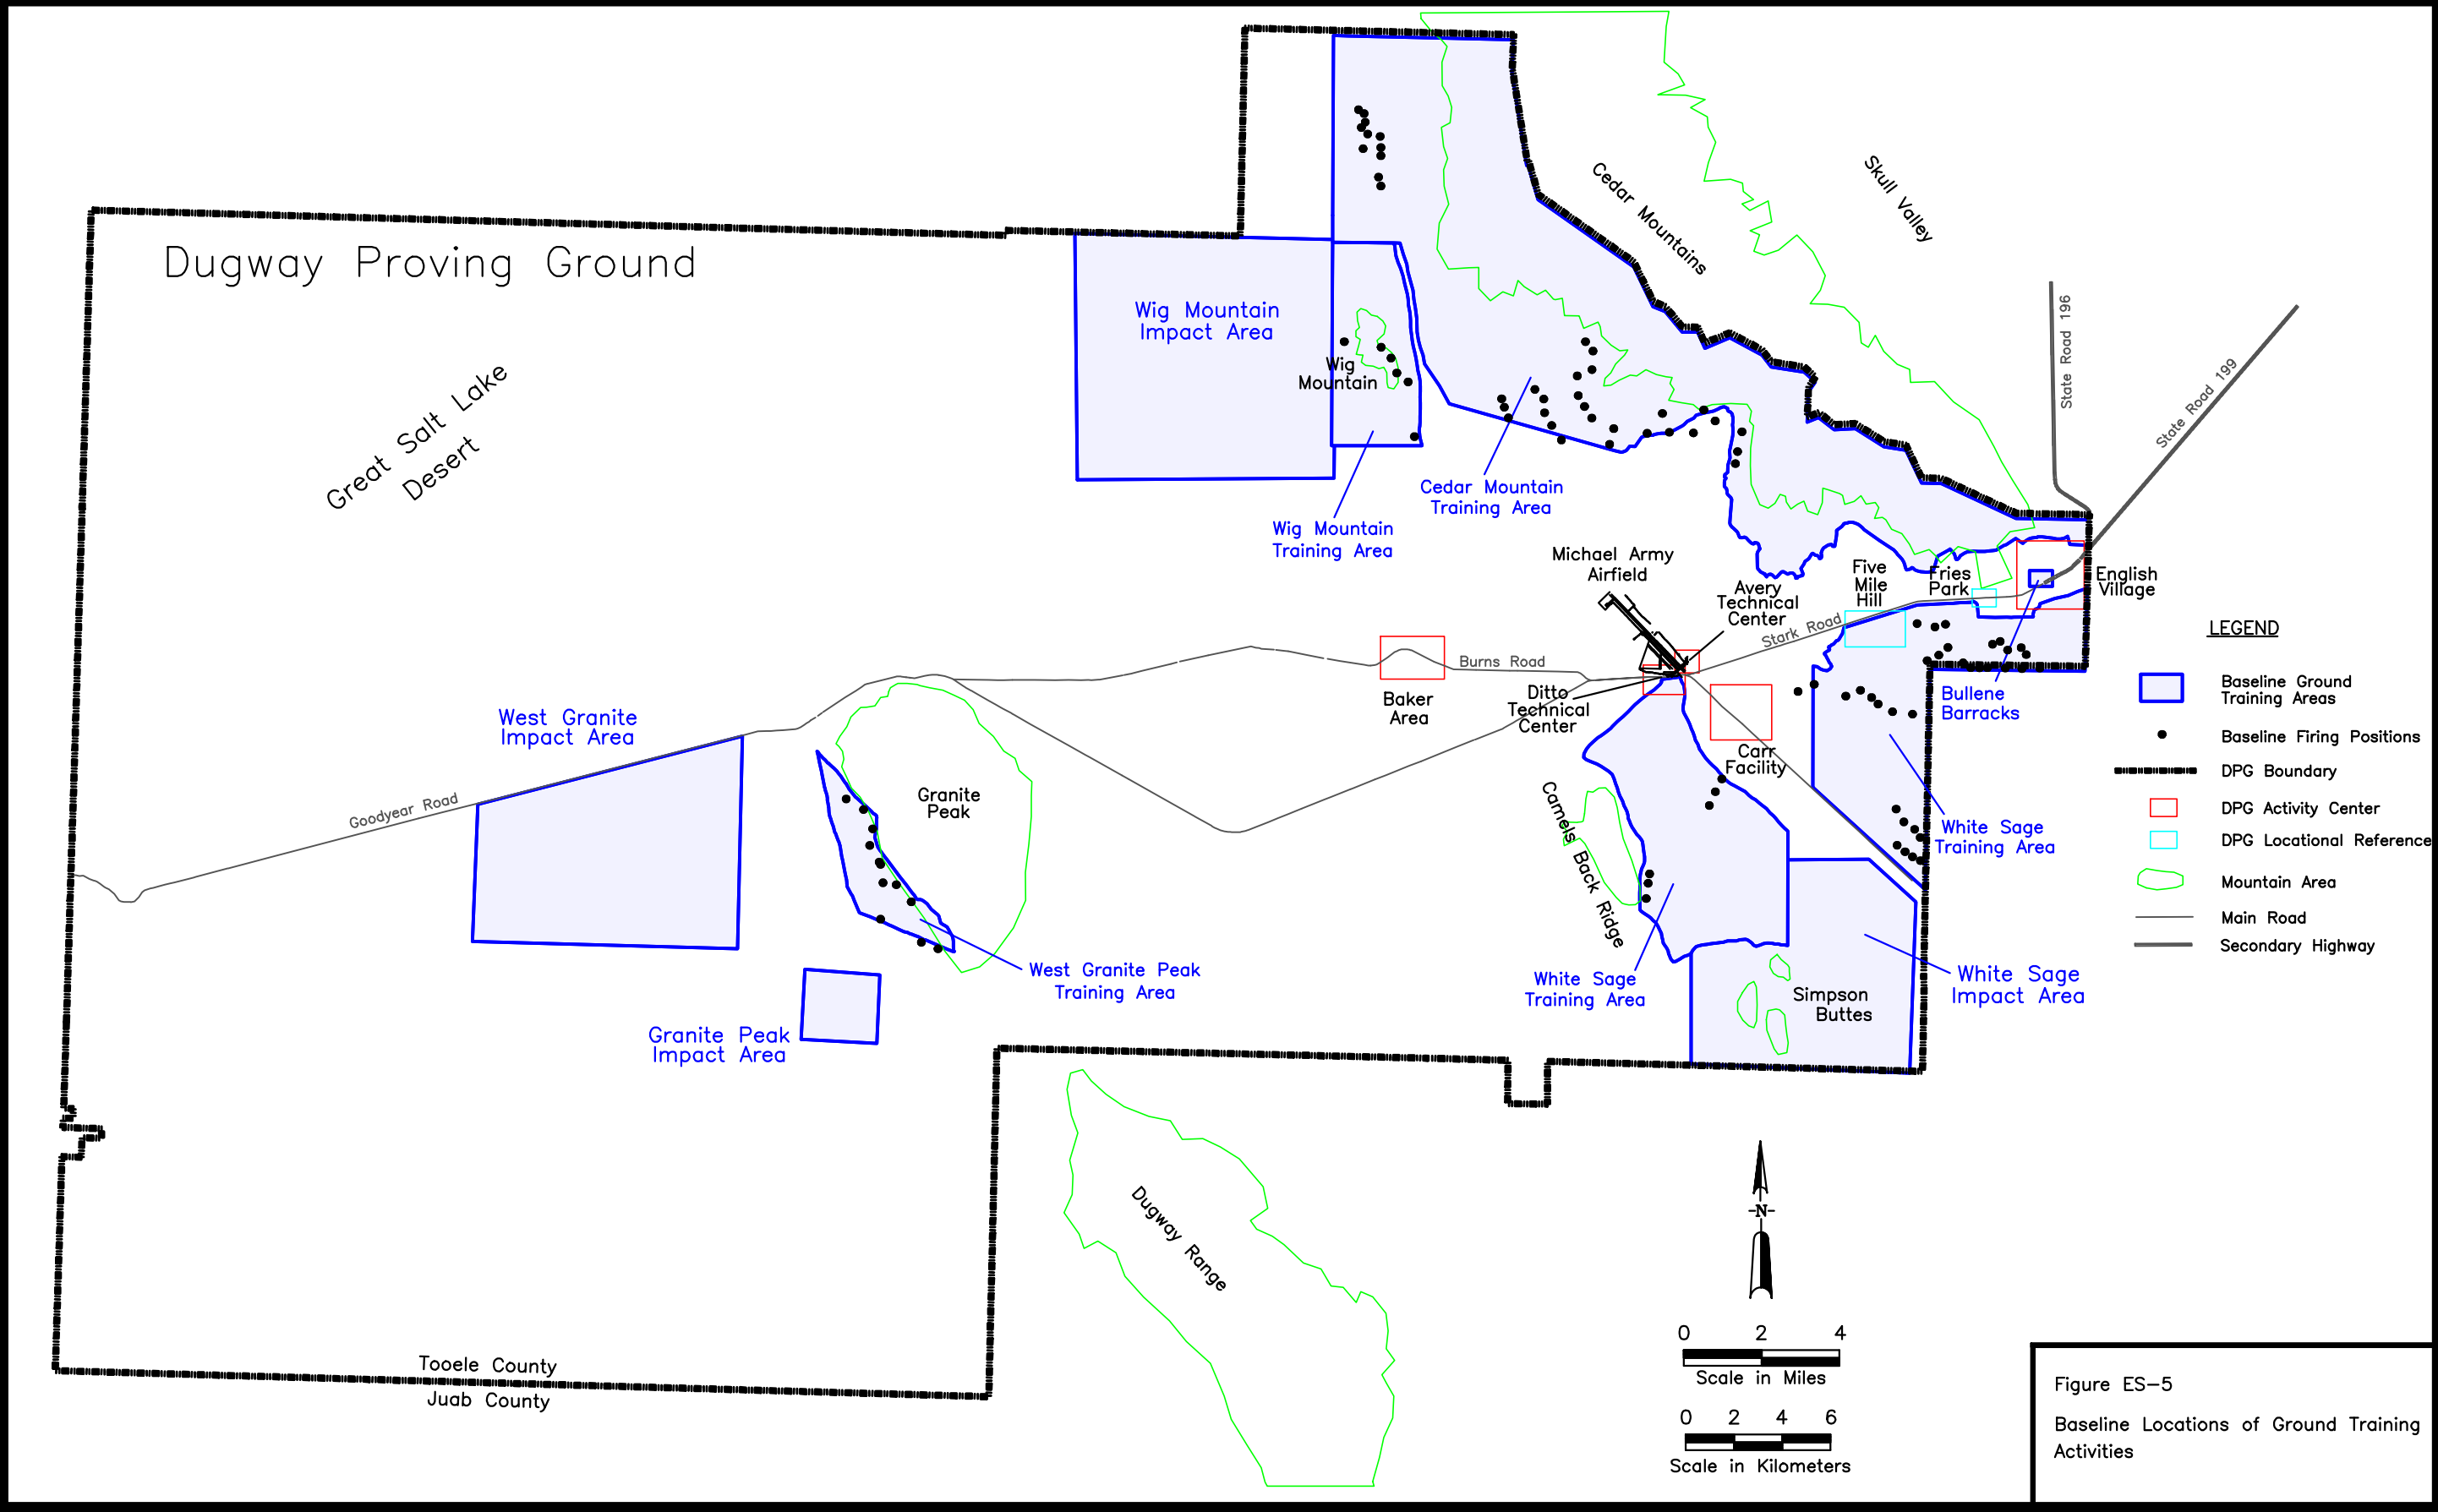 Dugway Proving Ground
Great Salt Lake
Desert
Cedar Mountains
Skull Valley
State Road 196
State Road 199
Wig Mountain
Impact Area
Wig
Mountain
Cedar Mountain
Training Area
Wig Mountain
Training Area
Michael Army
Airfield
Avery
Technical
Center
Five
Mile
Hill
Fries
Park
English
Village
Stark Road
Burns Road
Baker
Area
Ditto
Technical
Center
Carr
Facility
Bullene
Barracks
West Granite
Impact Area
Goodyear Road
Granite
Peak
Camels Back Ridge
White Sage
Training Area
West Granite Peak
Training Area
White Sage
Training Area
White Sage
Impact Area
Simpson
Buttes
Granite Peak
Impact Area
Dugway Range
Tooele County
Juab County
LEGEND
Baseline Ground
Training Areas
Baseline Firing Positions
DPG Boundary
DPG Activity Center
DPG Locational Reference
Mountain Area
Main Road
Secondary Highway
-N-
0 2 4
Scale in Miles
0 2 4 6
Scale in Kilometers
Figure ES-5
Baseline Locations of Ground Training
Activities